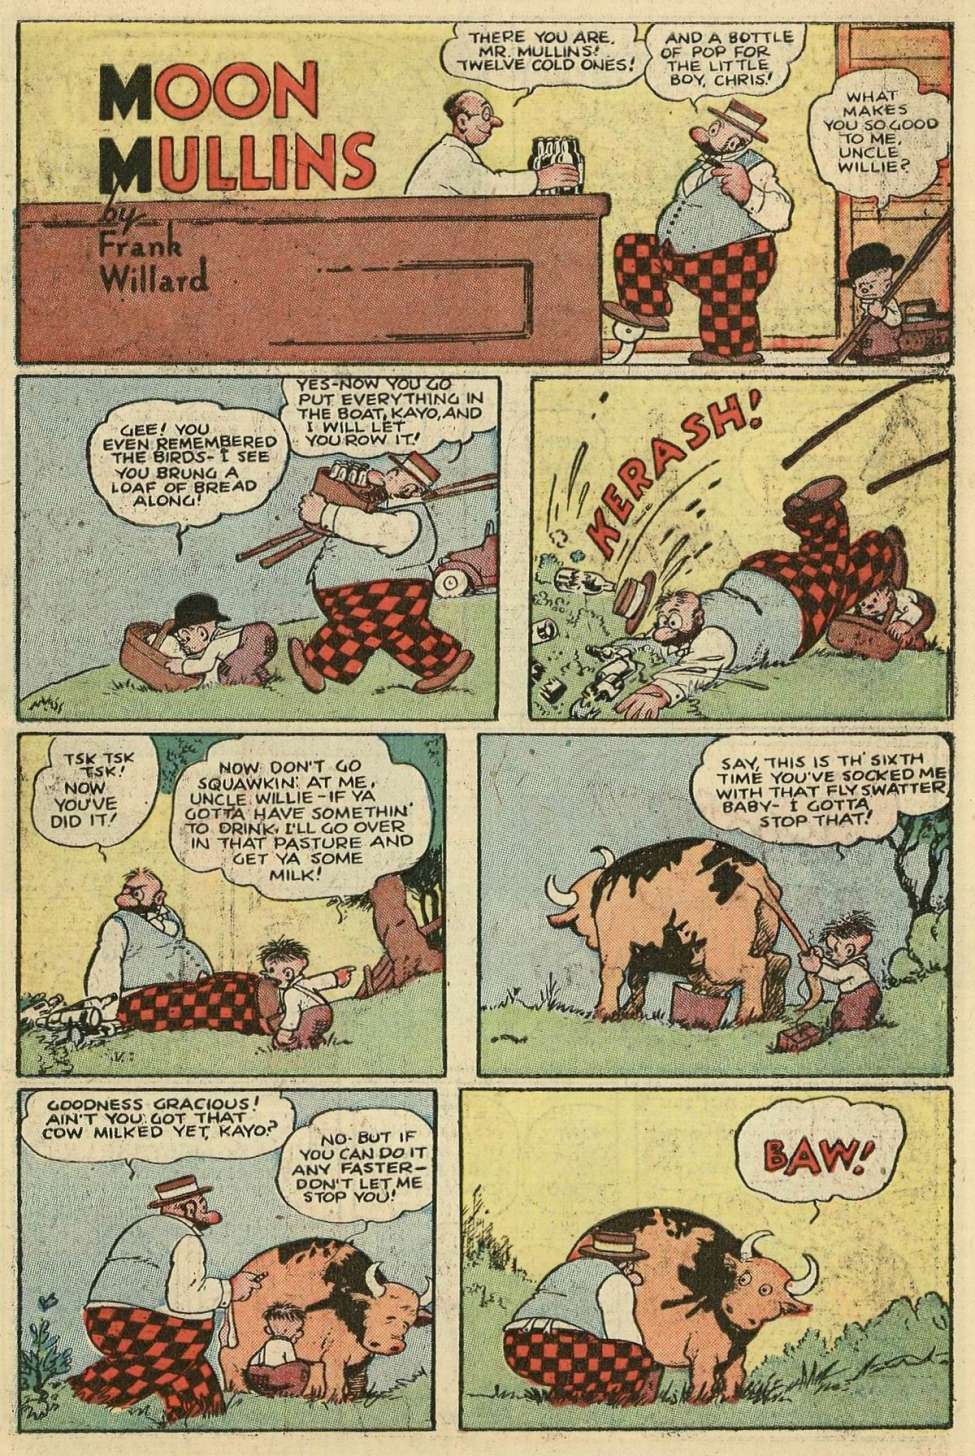 MOON
MULLINS
by
Frank
Willard
THERE YOU ARE,
MR. MULLINS!
TWELVE COLD ONES!
AND A BOTTLE
OF POP FOR
THE LITTLE
BOY, CHRIS!
WHAT
MAKES
YOU SO GOOD
TO ME,
UNCLE
WILLIE?
GEE! YOU
EVEN REMEMBERED
THE BIRDS- I SEE
YOU BRUNG A
LOAF OF BREAD
ALONG!
YES-NOW YOU GO
PUT EVERYTHING IN
THE BOAT, KAYO, AND
I WILL LET
YOU ROW IT!
KERASH!
TSK TSK
TSK!
NOW
YOU'VE
DID IT!
NOW DON'T GO
SQUAWKIN' AT ME,
UNCLE WILLIE-IF YA
GOTTA HAVE SOMETHIN'
TO DRINK, I'LL GO OVER
IN THAT PASTURE AND
GET YA SOME
MILK!
SAY, THIS IS TH' SIXTH
TIME YOU'VE SOCKED ME
WITH THAT FLY SWATTER,
BABY- I GOTTA
STOP THAT!
GOODNESS GRACIOUS!
AIN'T YOU GOT THAT
COW MILKED YET, KAYO?
NO- BUT IF
YOU CAN DO IT
ANY FASTER-
DON'T LET ME
STOP YOU!
BAW!